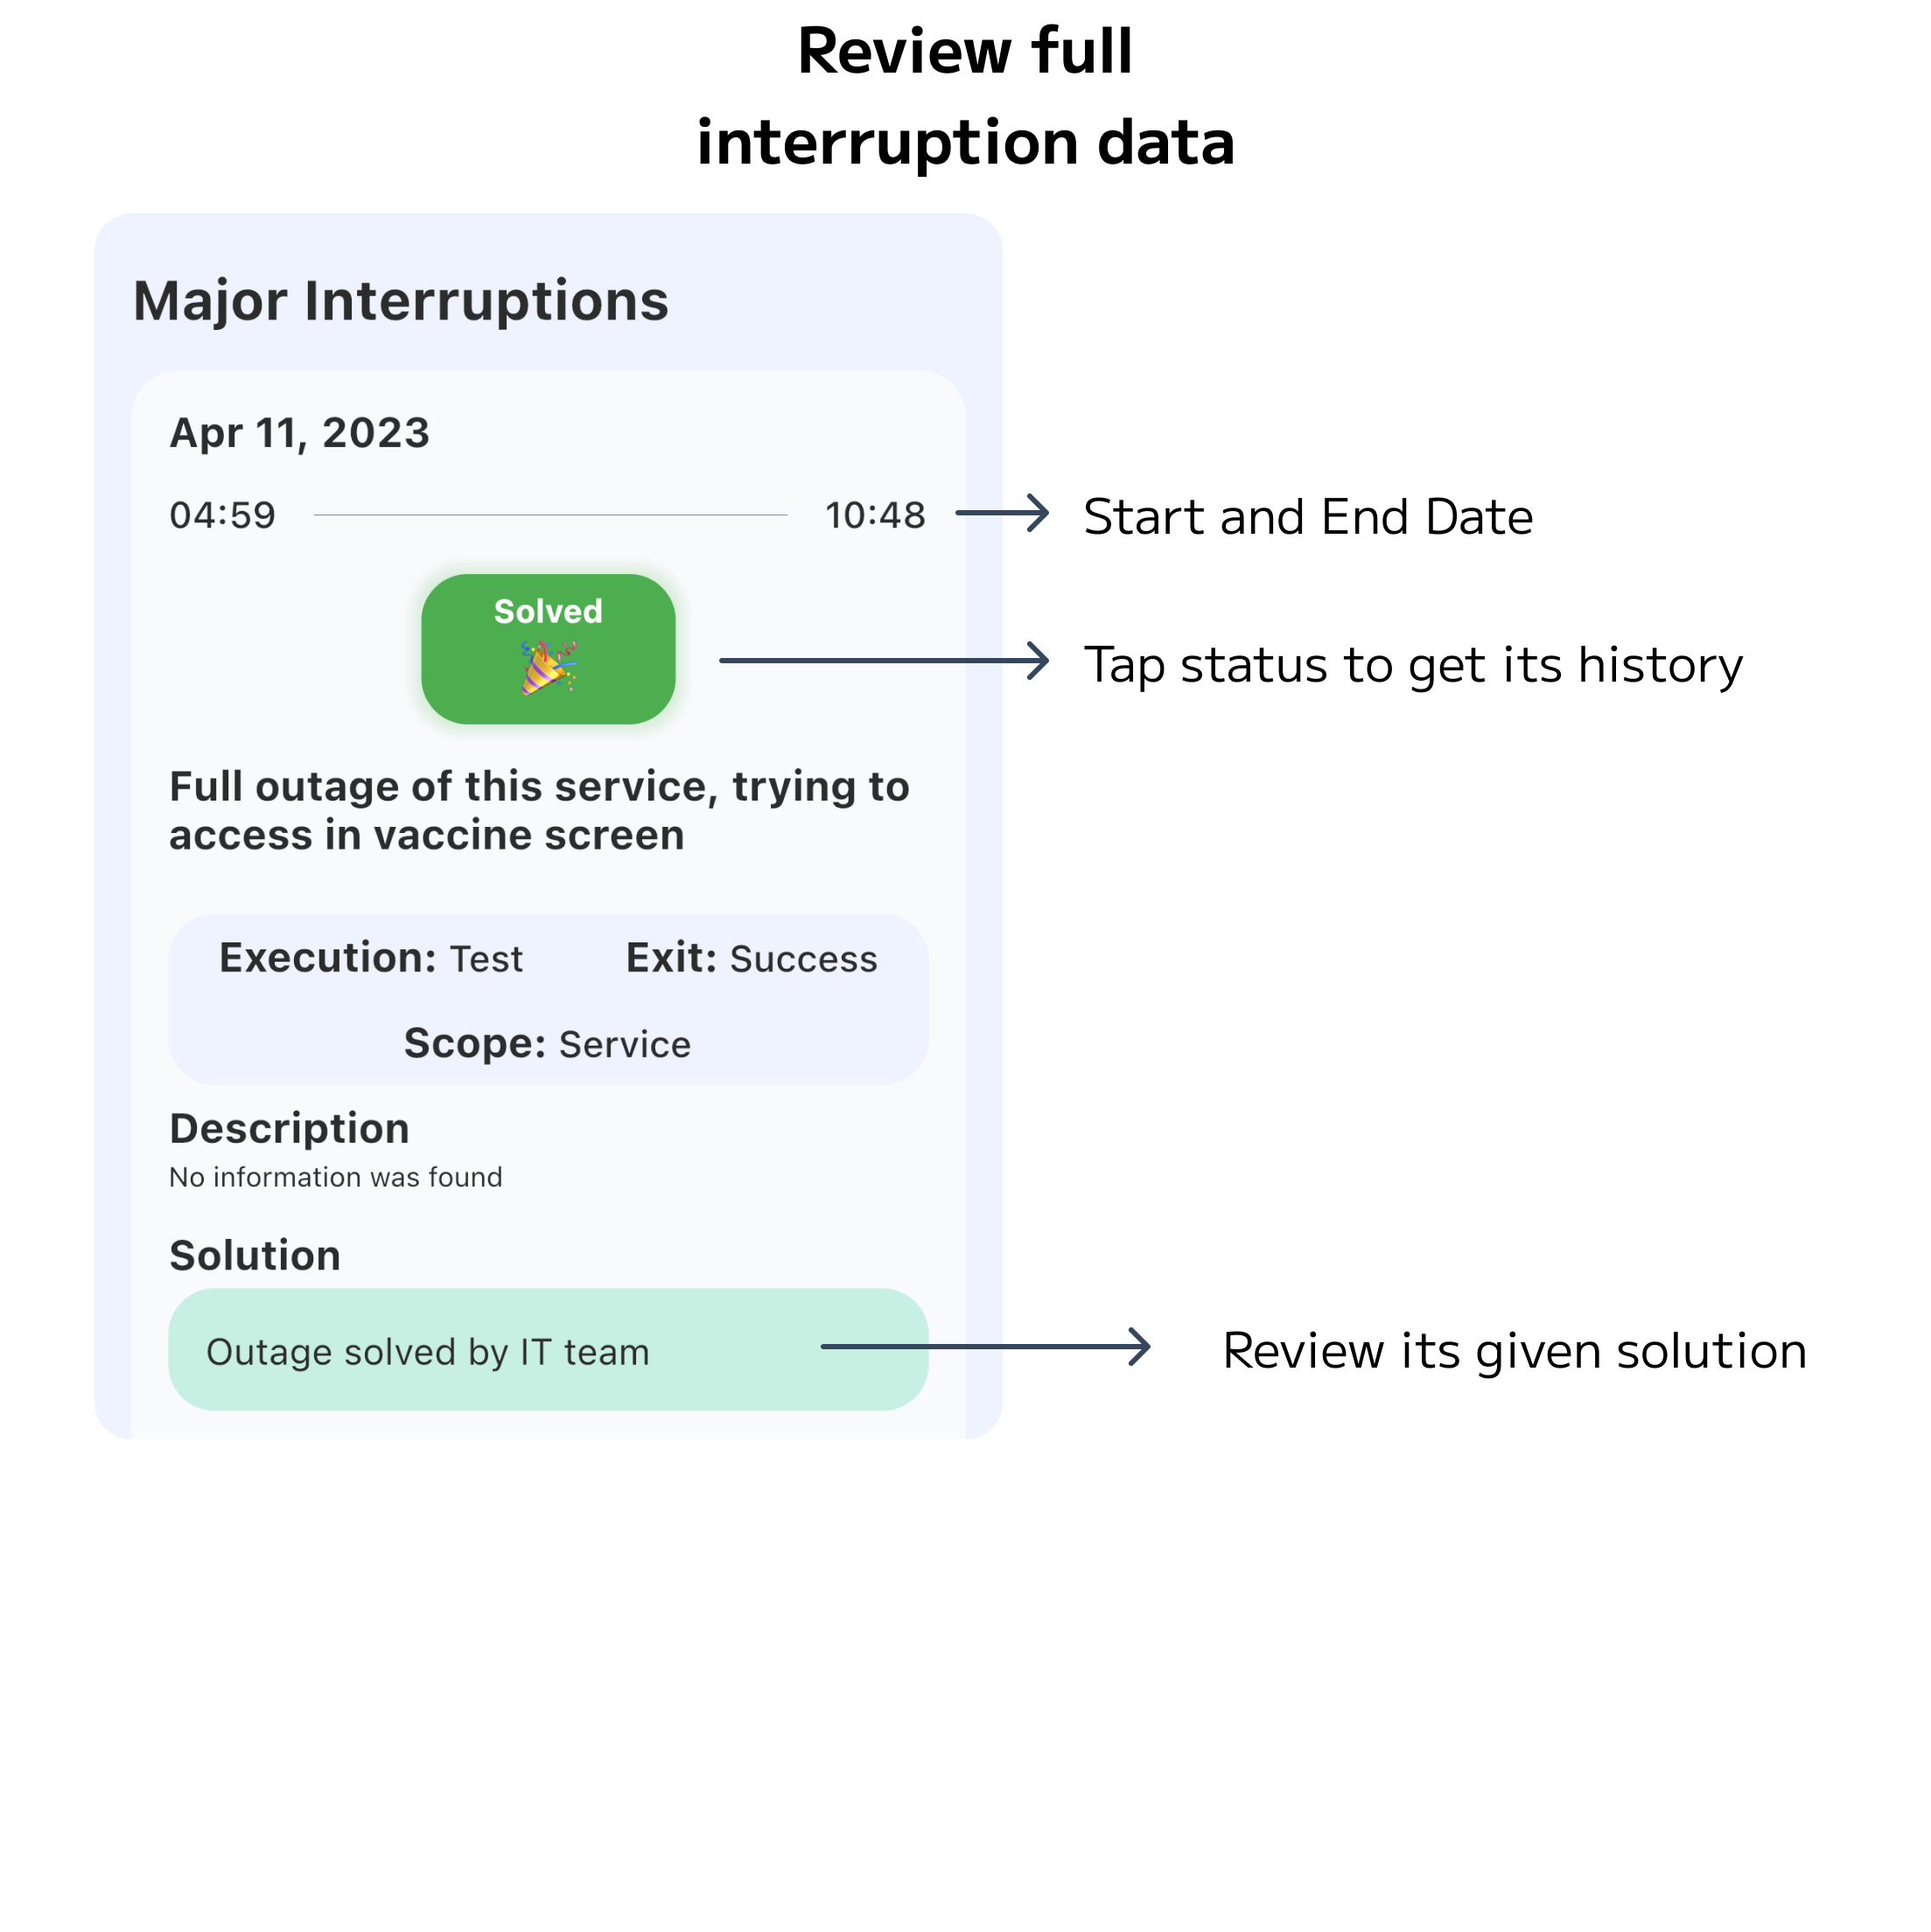 Review full
interruption data
Major Interruptions
Apr 11, 2023
04:59 10:48
Start and End Date
Solved
Tap status to get its history
Full outage of this service, trying to
access in vaccine screen
Execution: Test Exit: Success
Scope: Service
Description
No information was found
Solution
Outage solved by IT team
Review its given solution